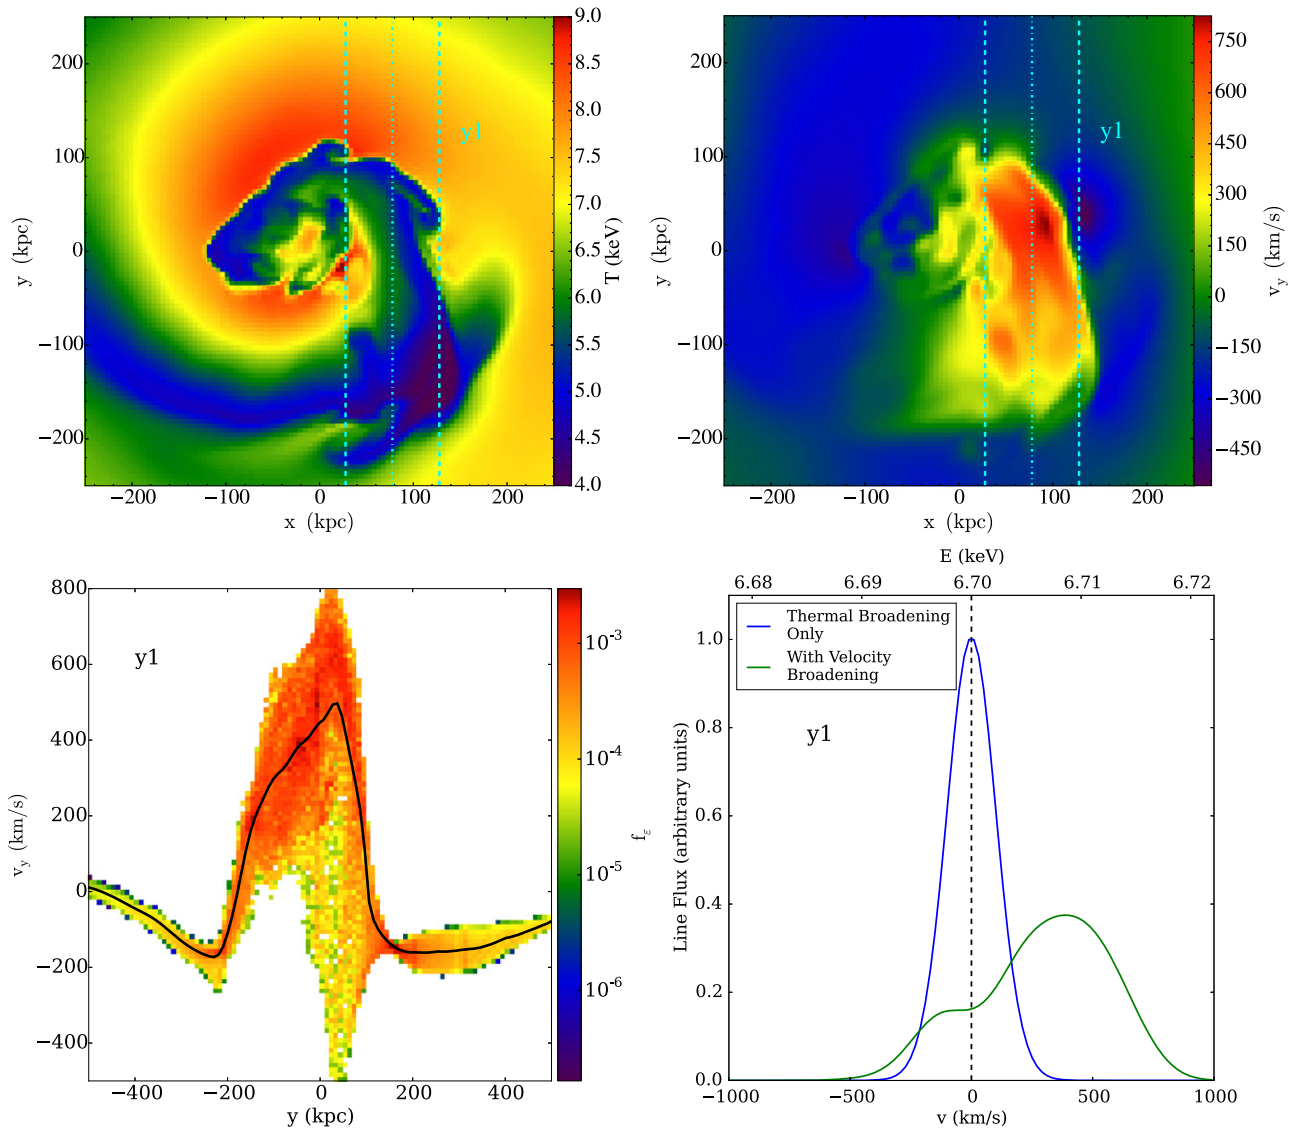 9.0
8.5
8.0
7.5
7.0
6.5
6.0
5.5
5.0
4.5
4.0
T (keV)
200
100
0
−100
−200
y (kpc)
−200 −100 0 100 200
x (kpc)
y1
200
100
0
−100
−200
y (kpc)
−200 −100 0 100 200
x (kpc)
y1
750
600
450
300
150
0
−150
−300
−450
v_y (km/s)
800
600
400
200
0
−200
−400
v_y (km/s)
y1
−400 −200 0 200 400
y (kpc)
10^-3
10^-4
10^-5
10^-6
f_ε
E (keV)
6.68 6.69 6.70 6.71 6.72
Thermal Broadening
Only
With Velocity
Broadening
y1
1.0
0.8
0.6
0.4
0.2
0.0
Line Flux (arbitrary units)
−1000 −500 0 500 1000
v (km/s)